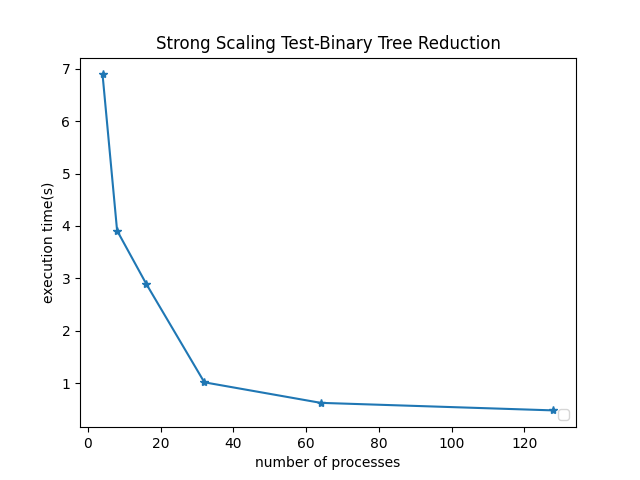 Strong Scaling Test-Binary Tree Reduction
7
6
5
4
3
2
1
execution time(s)
0 20 40 60 80 100 120
number of processes